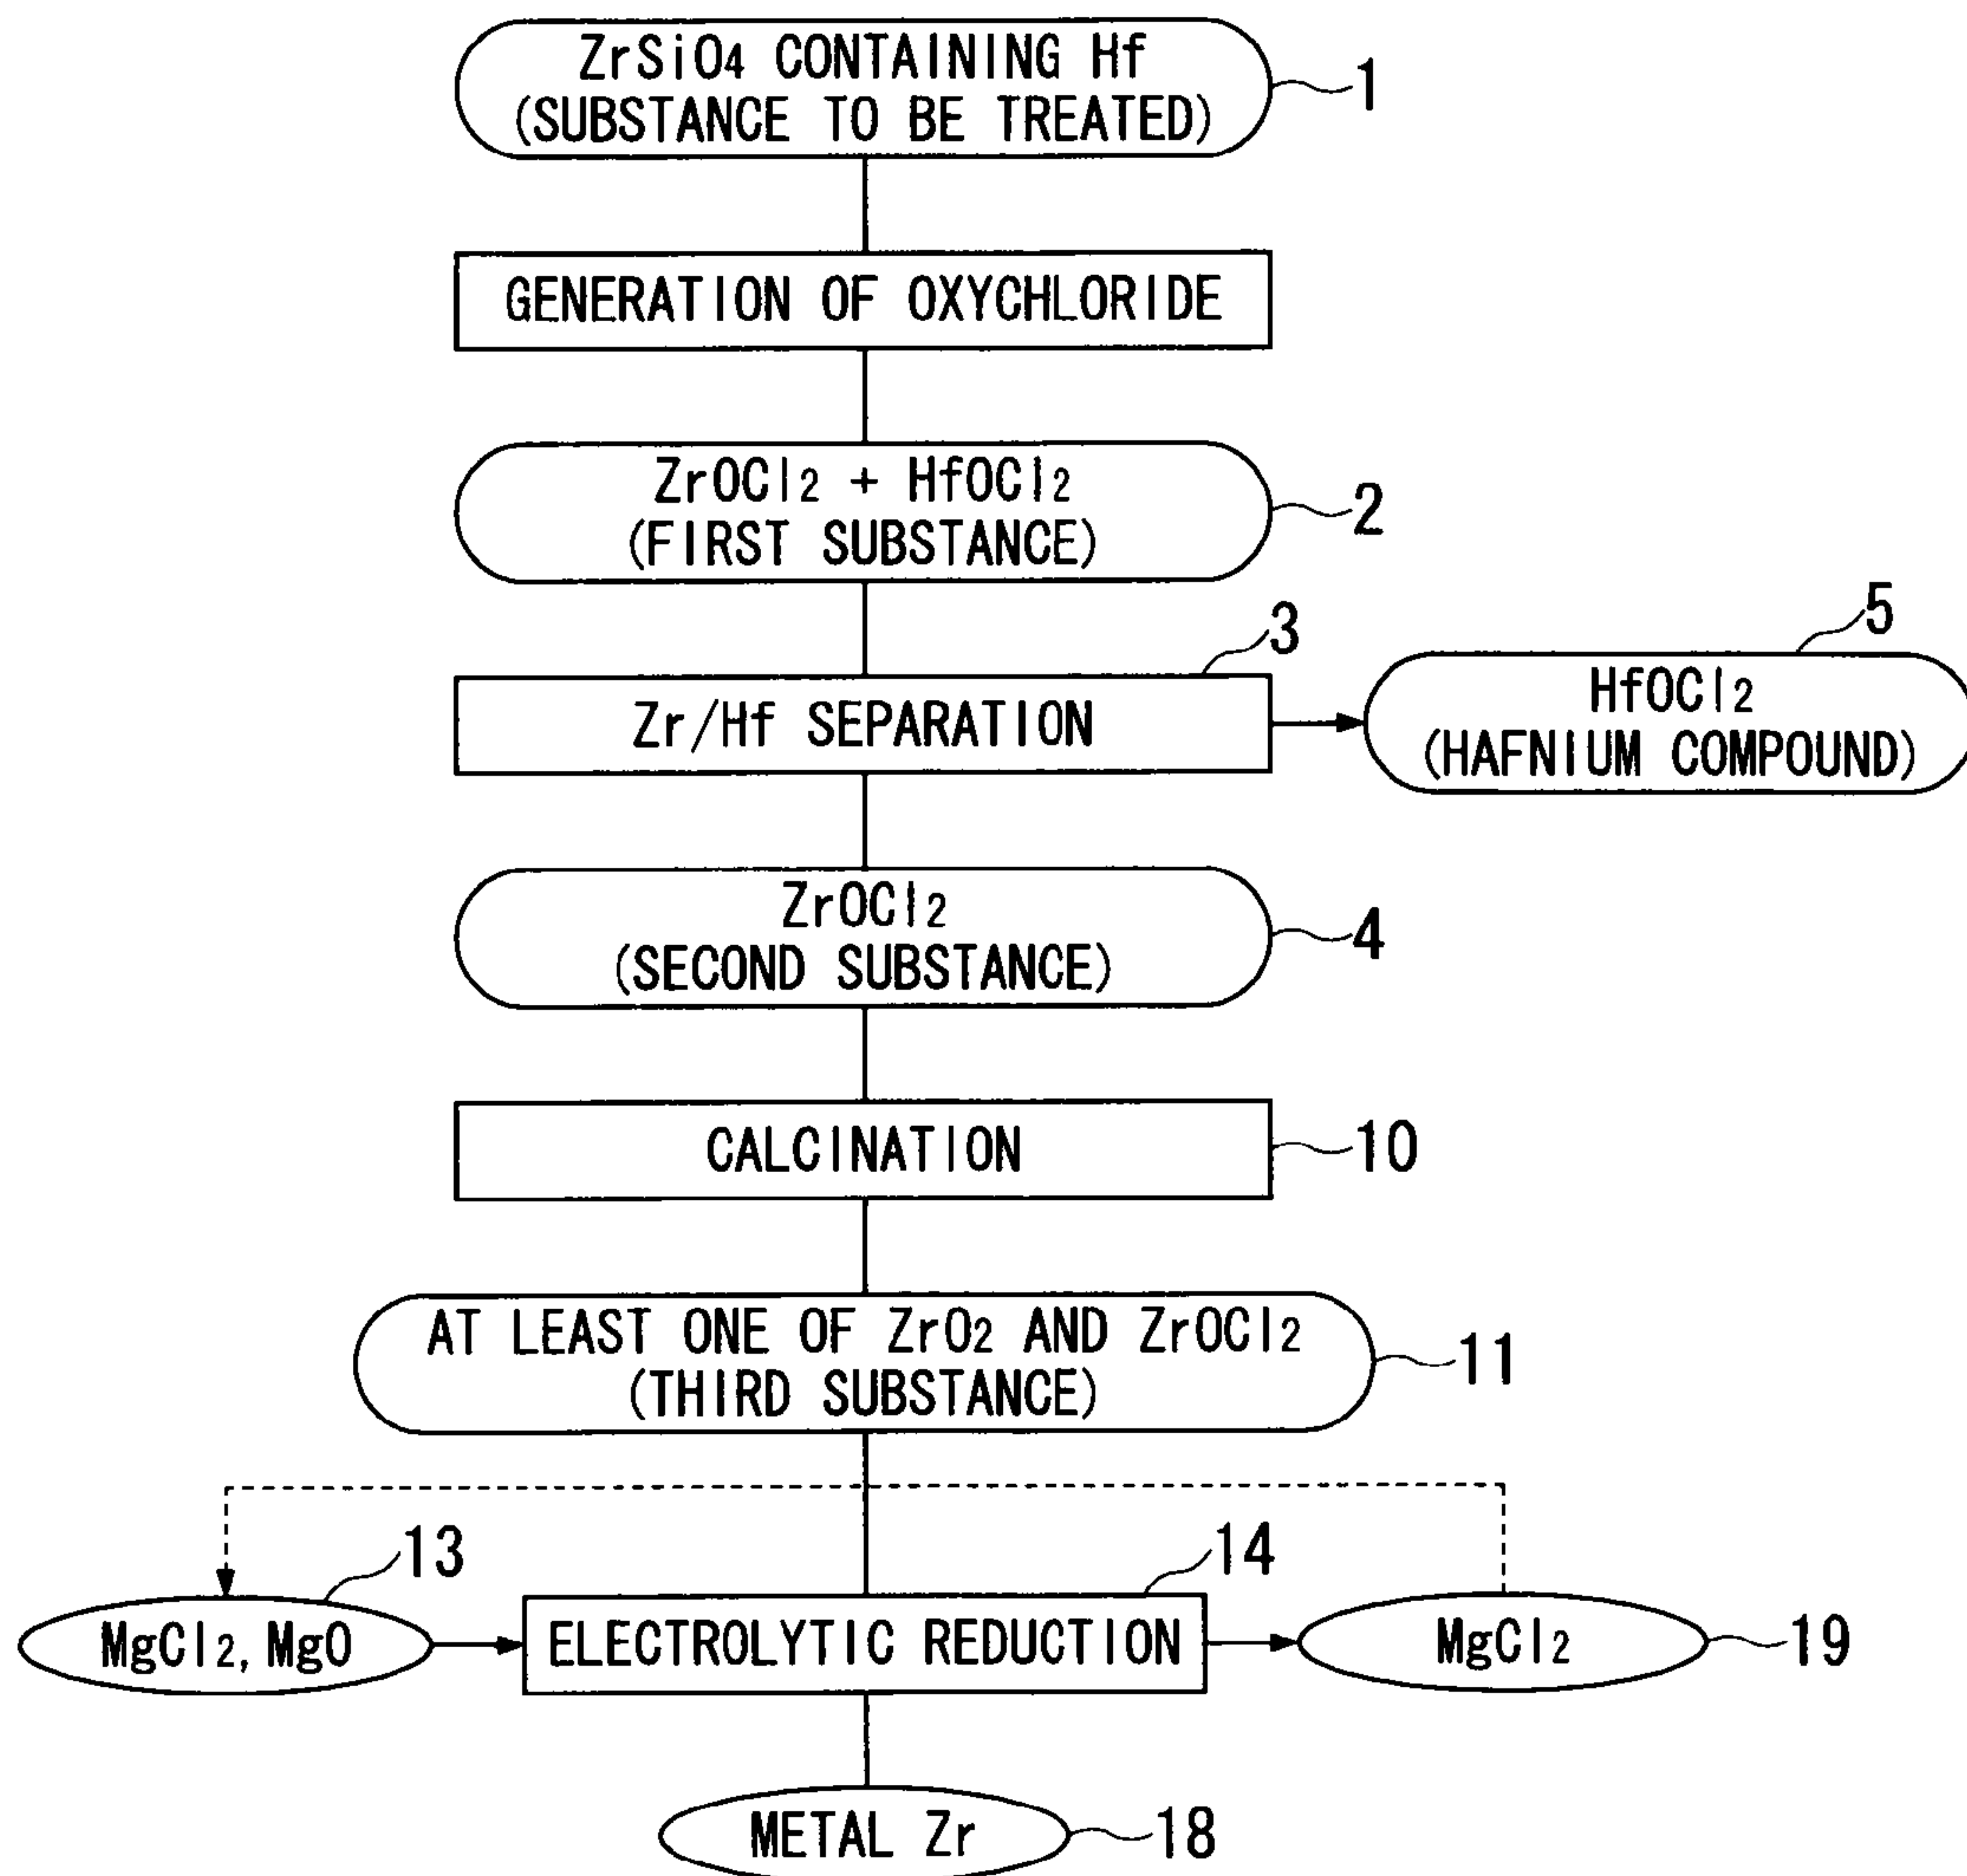 ZrSiO4 CONTAINING Hf
(SUBSTANCE TO BE TREATED)
1
GENERATION OF OXYCHLORIDE
ZrOCl2 + HfOCl2
(FIRST SUBSTANCE)
2
3
Zr/Hf SEPARATION
5
HfOCl2
(HAFNIUM COMPOUND)
ZrOCl2
(SECOND SUBSTANCE)
4
CALCINATION
10
AT LEAST ONE OF ZrO2 AND ZrOCl2
(THIRD SUBSTANCE)
11
13
MgCl2, MgO
14
ELECTROLYTIC REDUCTION
MgCl2
19
METAL Zr
18